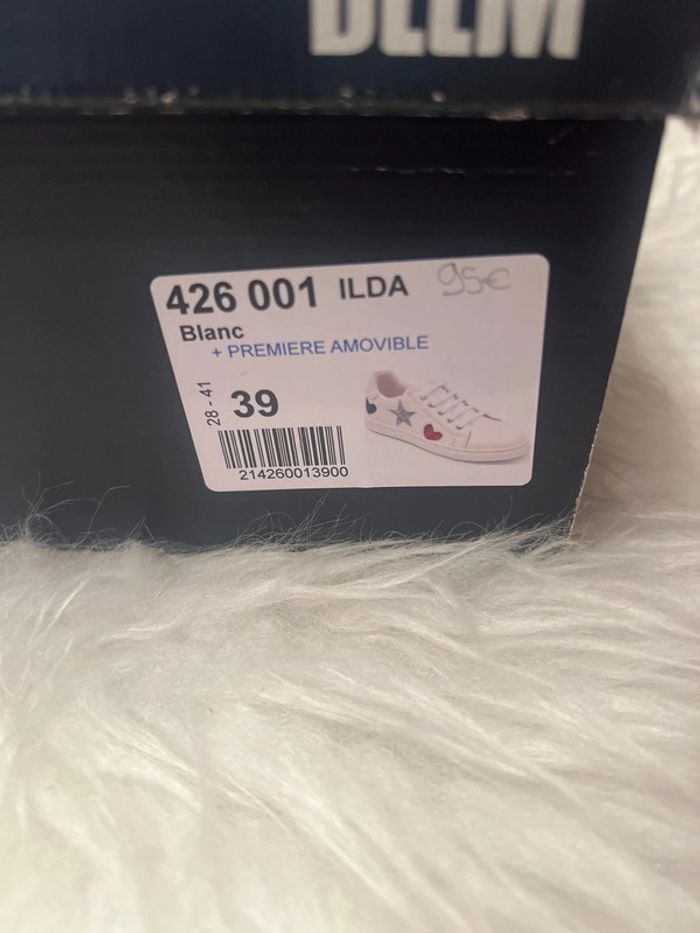 426 001 ILDA 95€
Blanc
+ PREMIERE AMOVIBLE
28 - 41
39
214260013900